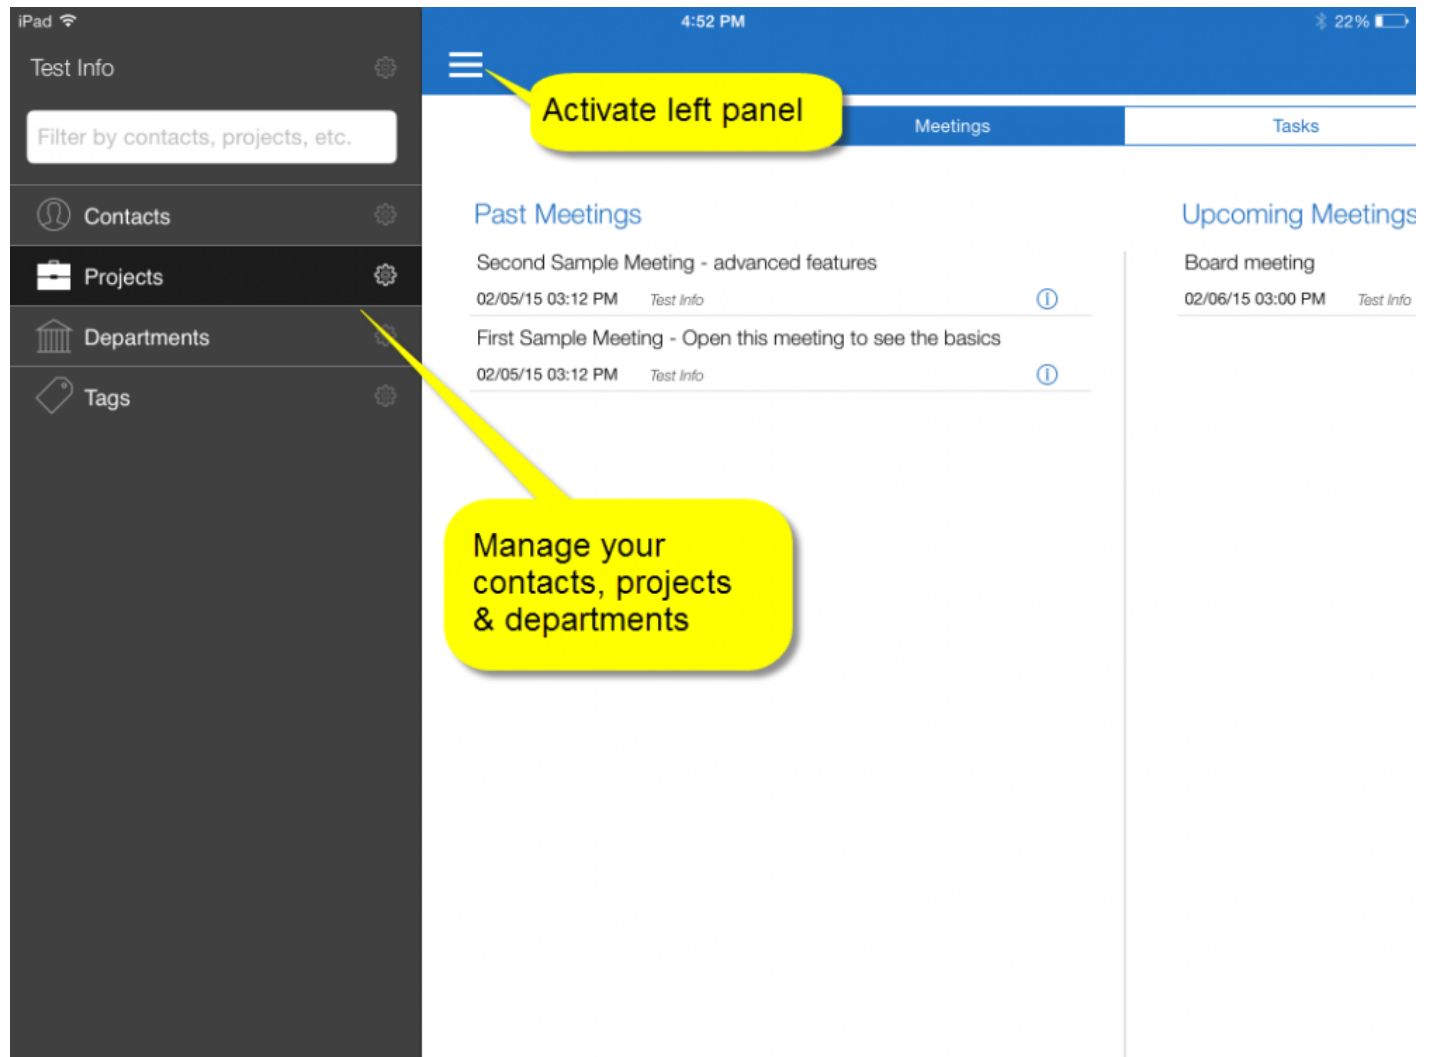 iPad
4:52 PM
22%
Test Info
Filter by contacts, projects, etc.
Contacts
Projects
Departments
Tags
Activate left panel
Meetings
Tasks
Past Meetings
Second Sample Meeting - advanced features
02/05/15 03:12 PM Test Info
First Sample Meeting - Open this meeting to see the basics
02/05/15 03:12 PM Test Info
Upcoming Meetings
Board meeting
02/06/15 03:00 PM Test Info
Manage your
contacts, projects
& departments